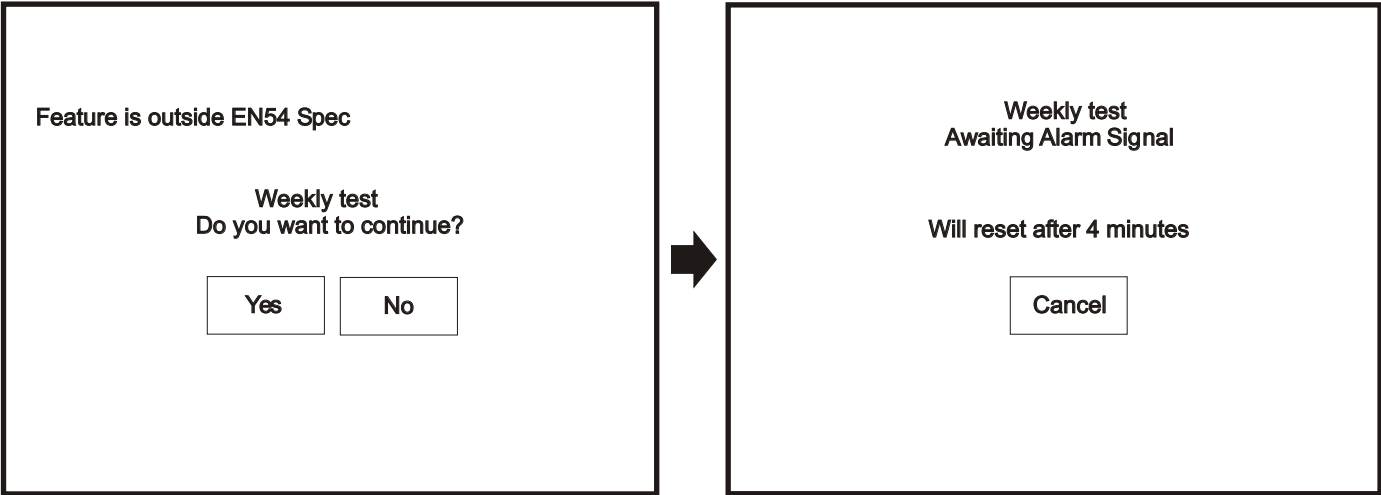 Feature is outside EN54 Spec
Weekly test
Do you want to continue?
Yes
No
Weekly test
Awaiting Alarm Signal
Will reset after 4 minutes
Cancel